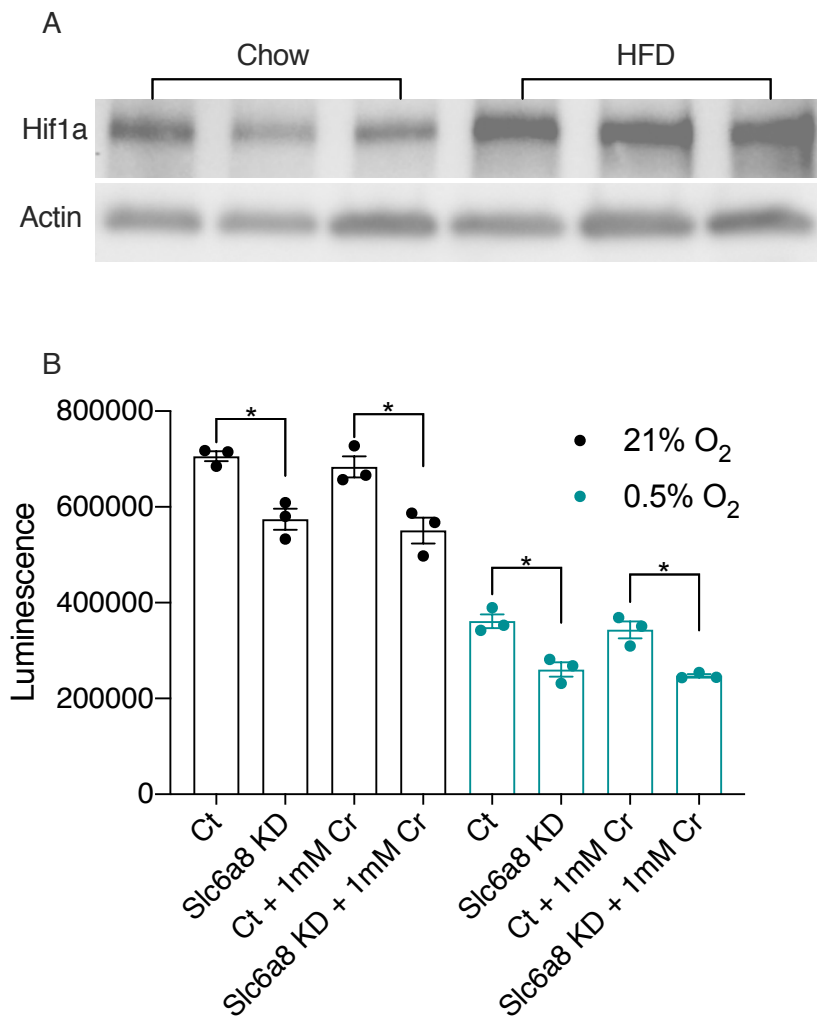 A
Chow HFD
Hif1a
Actin
B
800000
600000
400000
200000
0
Luminescence
* * * *
21% O2
0.5% O2
Ct
Slc6a8 KD
Ct + 1mM Cr
Slc6a8 KD + 1mM Cr
Ct
Slc6a8 KD
Ct + 1mM Cr
Slc6a8 KD + 1mM Cr